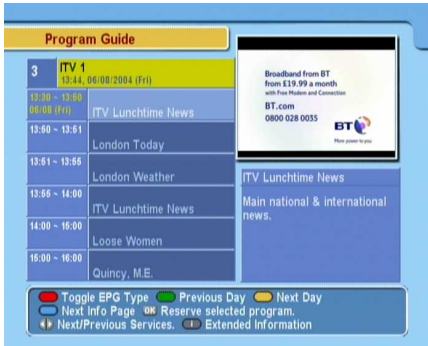 Program Guide
3 ITV 1
13:44, 06/08/2004 (Fri)
13:30 ~ 13:50
06/08 (Fri)
ITV Lunchtime News
13:50 ~ 13:51
London Today
13:51 ~ 13:55
London Weather
13:55 ~ 14:00
ITV Lunchtime News
14:00 ~ 15:00
Loose Women
15:00 ~ 16:00
Quincy, M.E.
Broadband from BT
from £19.99 a month
with Free Modem and Connection
BT.com
0800 028 0035
BT
More power to you
ITV Lunchtime News
Main national & international
news.
Toggle EPG Type Previous Day Next Day
Next Info Page OK Reserve selected program.
Next/Previous Services. i Extended Information